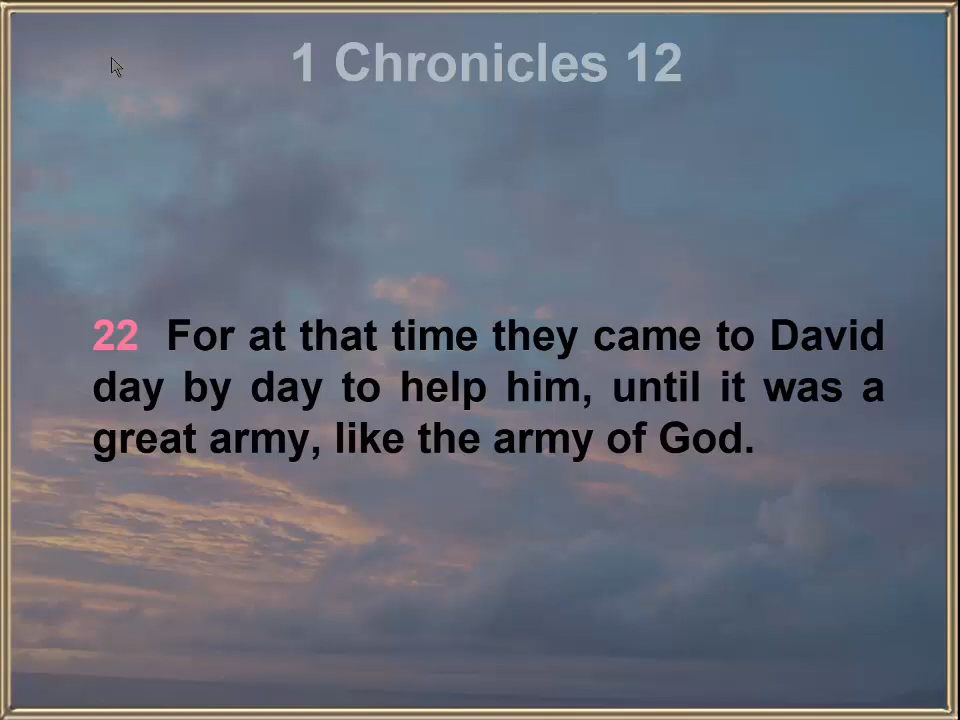 1 Chronicles 12
22 For at that time they came to David
day by day to help him, until it was a
great army, like the army of God.